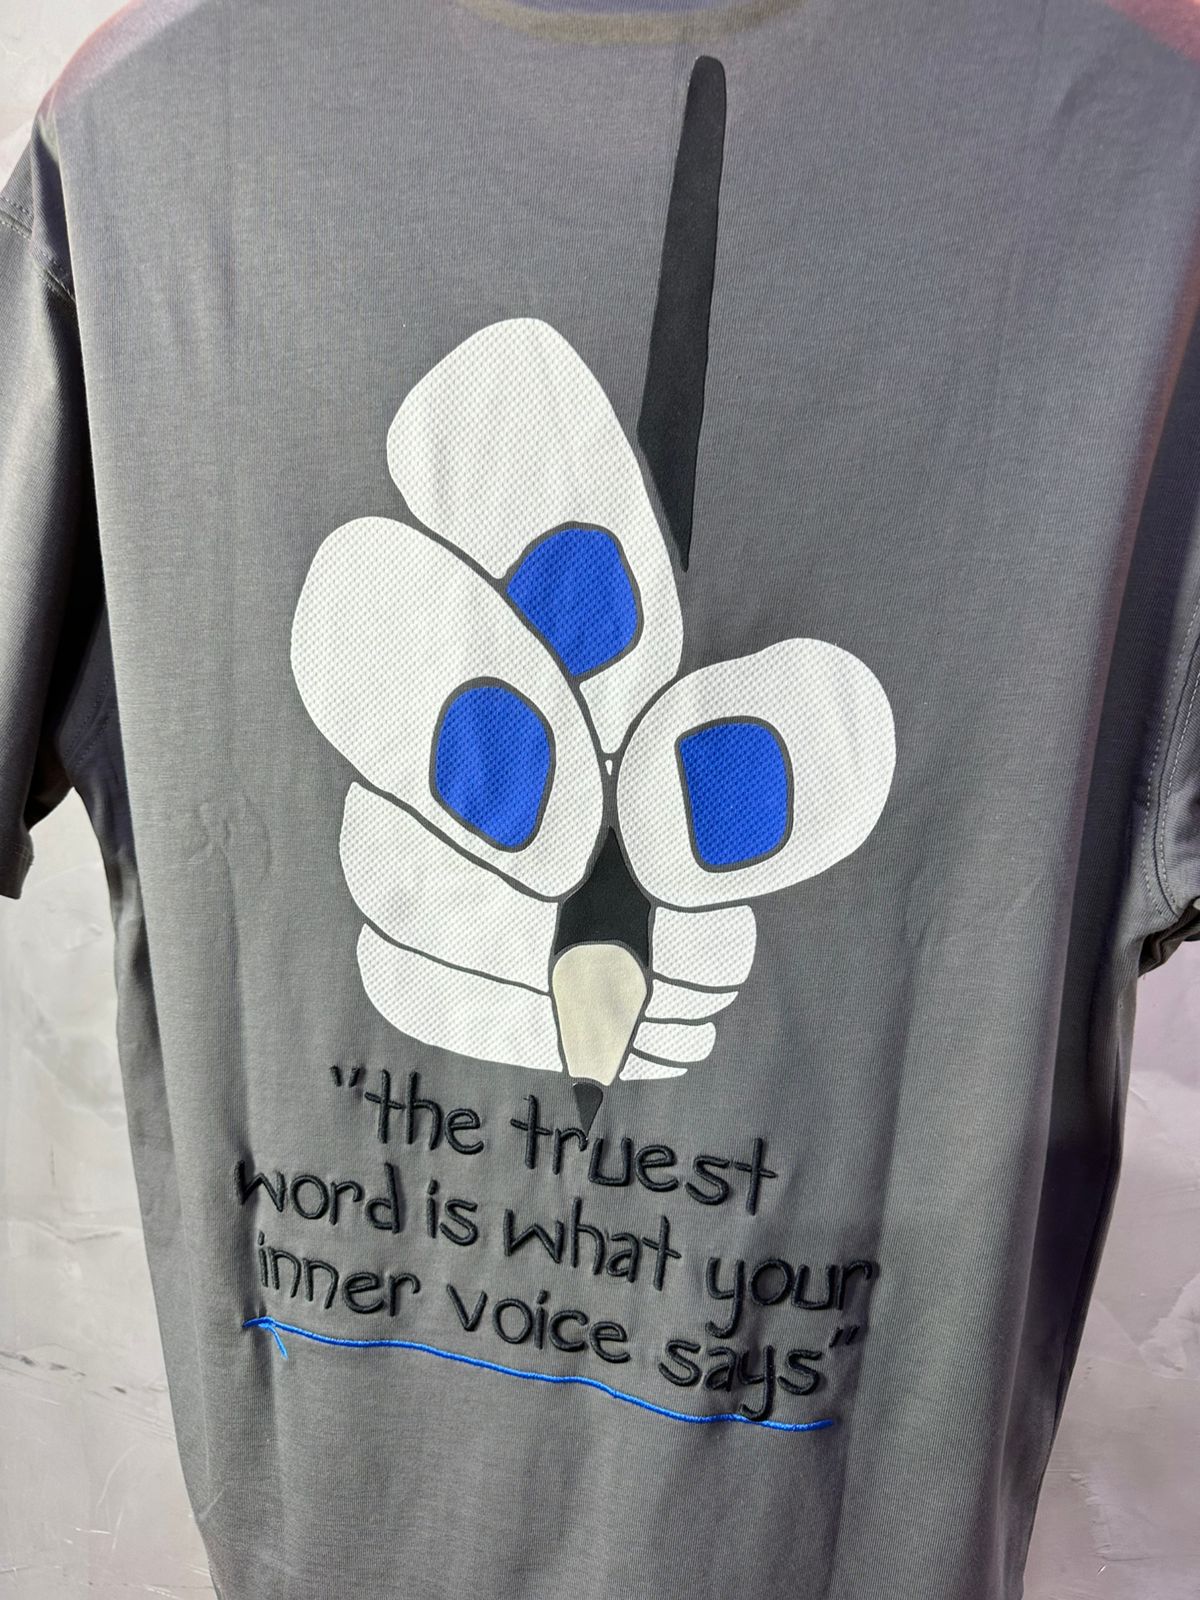 "the truest
word is what your
inner voice says"